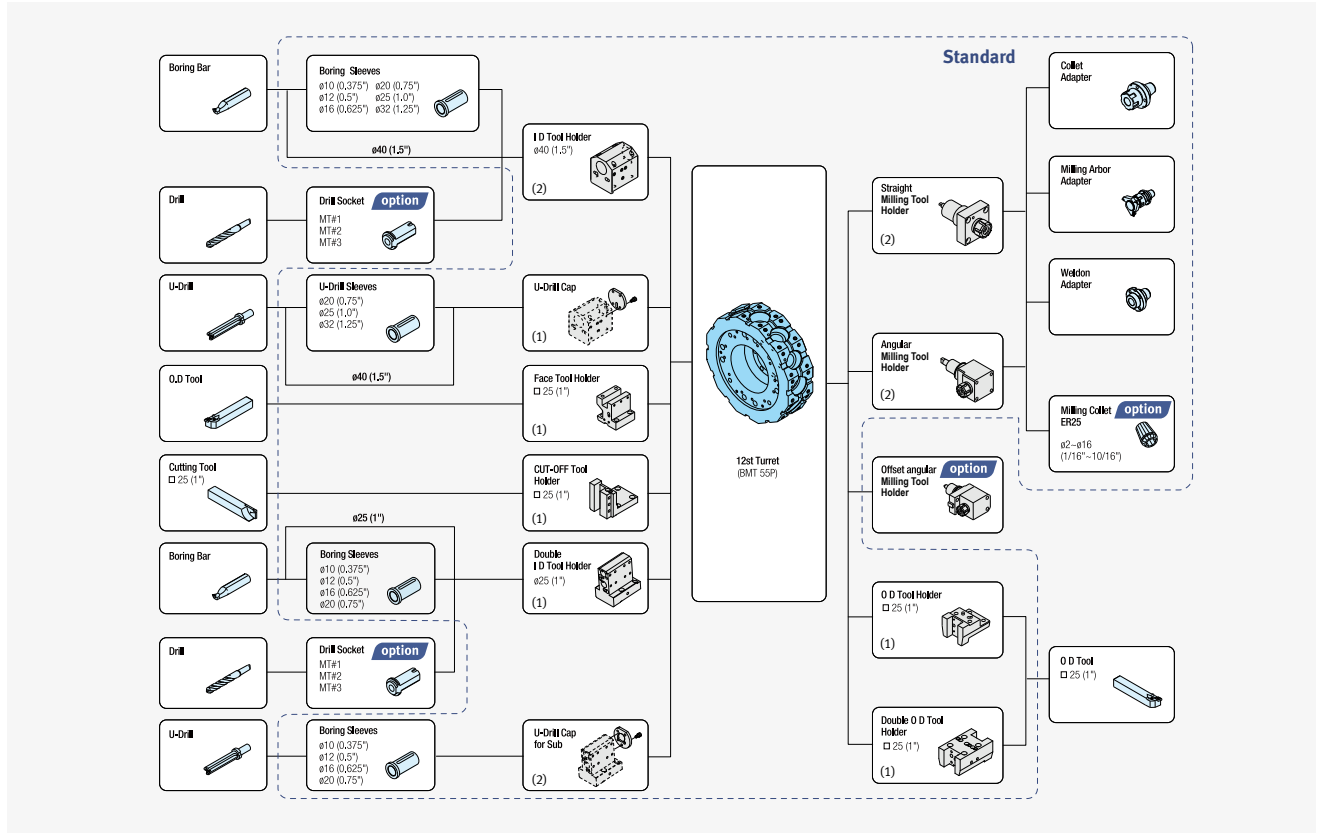 Standard
Boring Bar
Boring Sleeves
ø10 (0.375") ø20 (0.75")
ø12 (0.5") ø25 (1.0")
ø16 (0.625") ø32 (1.25")
ø40 (1.5")
Drill
Drill Socket
option
MT#1
MT#2
MT#3
I D Tool Holder
ø40 (1.5")
(2)
U-Drill
U-Drill Sleeves
ø20 (0.75")
ø25 (1.0")
ø32 (1.25")
ø40 (1.5")
U-Drill Cap
(1)
O.D Tool
Face Tool Holder
□ 25 (1")
(1)
Cutting Tool
□ 25 (1")
CUT-OFF Tool
Holder
□ 25 (1")
(1)
ø25 (1")
Boring Bar
Boring Sleeves
ø10 (0.375")
ø12 (0.5")
ø16 (0.625")
ø20 (0.75")
Double
I D Tool Holder
ø25 (1")
(1)
Drill
Drill Socket
option
MT#1
MT#2
MT#3
U-Drill
Boring Sleeves
ø10 (0.375")
ø12 (0.5")
ø16 (0.625")
ø20 (0.75")
U-Drill Cap
for Sub
(2)
12st Turret
(BMT 55P)
Straight
Milling Tool
Holder
(2)
Angular
Milling Tool
Holder
(2)
Offset angular
Milling Tool
Holder
option
O D Tool Holder
□ 25 (1")
(1)
Double O D Tool
Holder
□ 25 (1")
(1)
Collet
Adapter
Milling Arbor
Adapter
Weldon
Adapter
Milling Collet
ER25
option
ø2~ø16
(1/16"~10/16")
O D Tool
□ 25 (1")